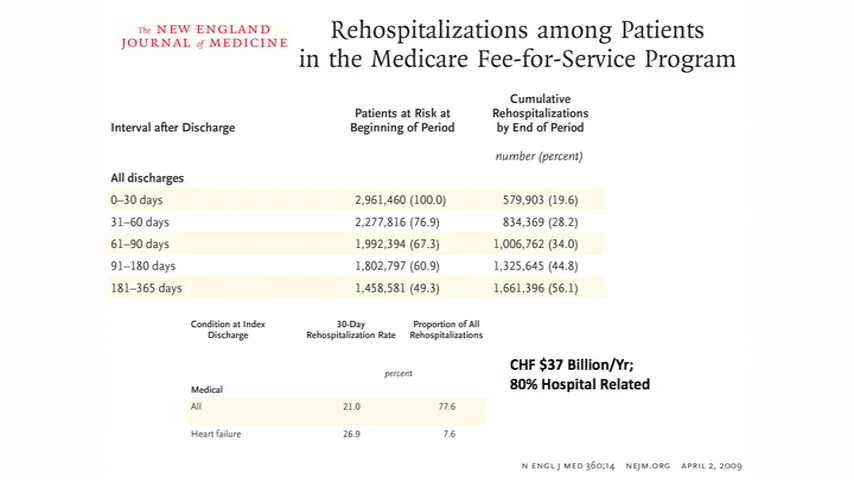 The NEW ENGLAND
JOURNAL of MEDICINE
Rehospitalizations among Patients
in the Medicare Fee-for-Service Program
Interval after Discharge
Patients at Risk at
Beginning of Period
Cumulative
Rehospitalizations
by End of Period
number (percent)
All discharges
0–30 days 2,961,460 (100.0) 579,903 (19.6)
31–60 days 2,277,816 (76.9) 834,369 (28.2)
61–90 days 1,992,394 (67.3) 1,006,762 (34.0)
91–180 days 1,802,797 (60.9) 1,325,645 (44.8)
181–365 days 1,458,581 (49.3) 1,661,396 (56.1)
Condition at Index
Discharge
30-Day
Rehospitalization Rate
Proportion of All
Rehospitalizations
percent
Medical
All 21.0 77.6
Heart failure 26.9 7.6
CHF $37 Billion/Yr;
80% Hospital Related
N ENGL J MED 360;14 NEJM.ORG APRIL 2, 2009